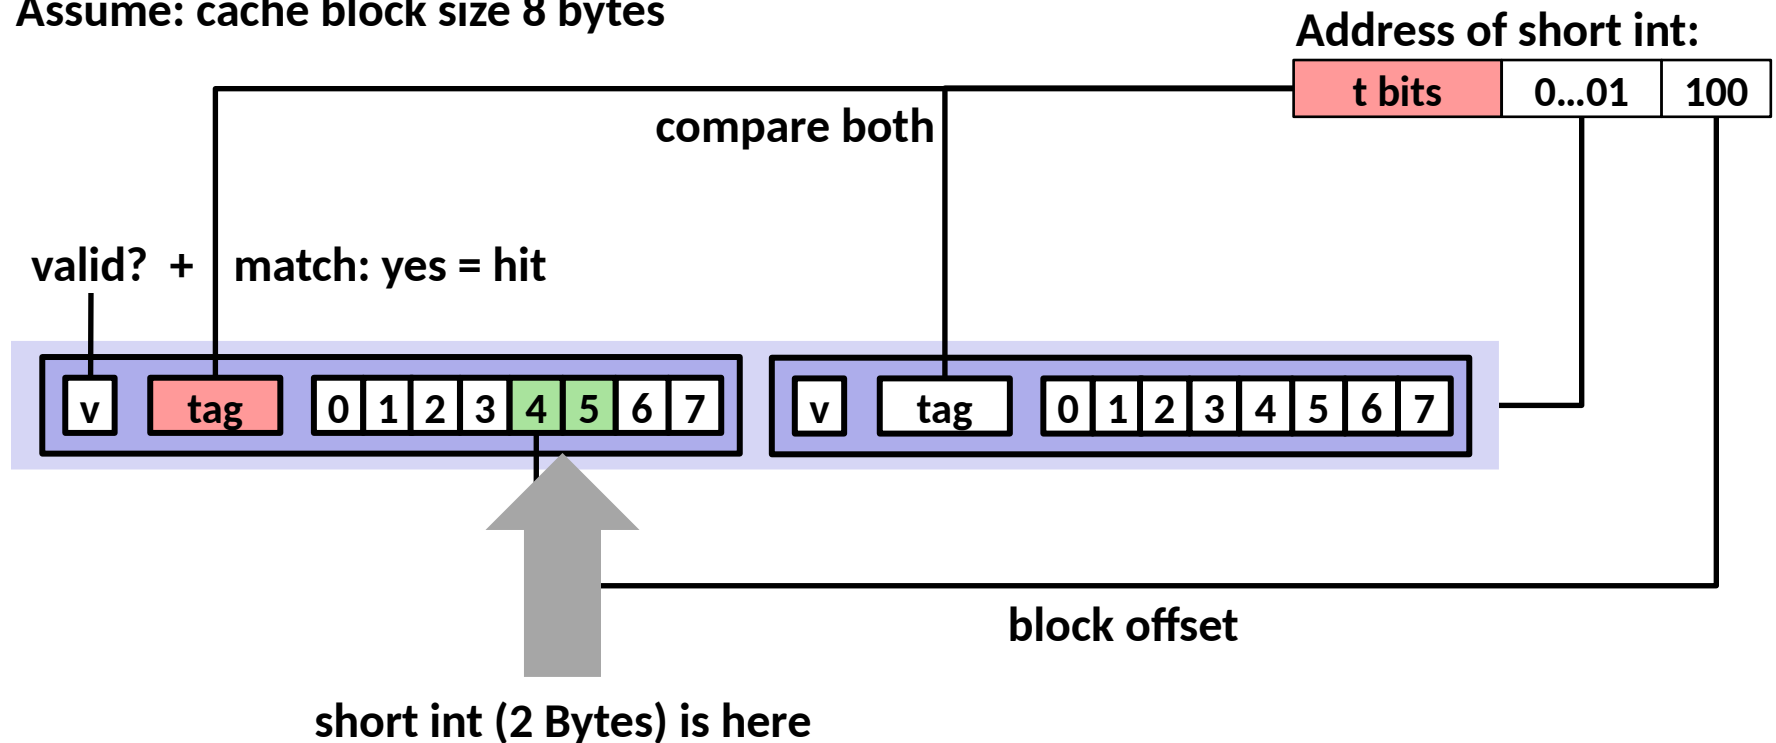 Assume: cache block size 8 bytes
Address of short int:
t bits 0...01 100
compare both
valid? + match: yes = hit
v tag 0 1 2 3 4 5 6 7 v tag 0 1 2 3 4 5 6 7
block offset
short int (2 Bytes) is here